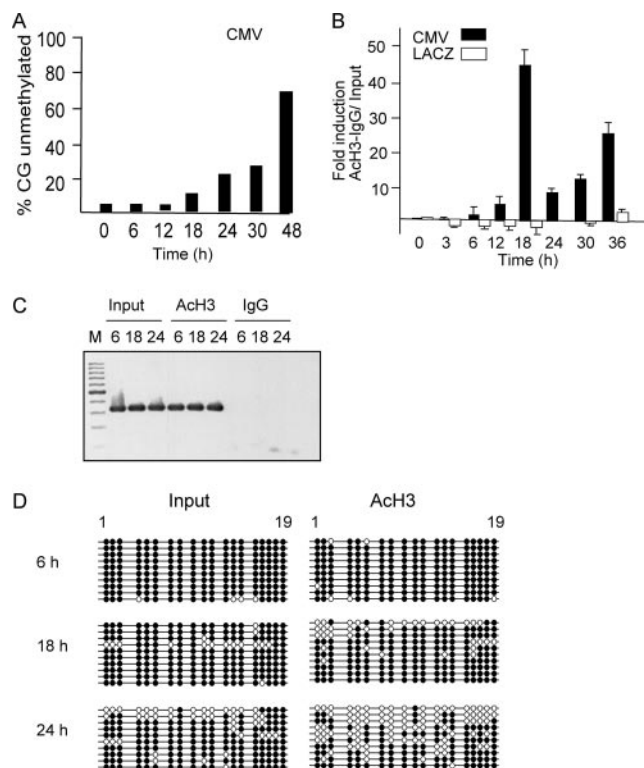 A
CMV
% CG unmethylated
100
80
60
40
20
0 6 12 18 24 30 48
Time (h)
B
CMV
LACZ
Fold induction
AcH3-IgG/ Input
50
40
30
20
10
0 3 6 12 18 24 30 36
Time (h)
C
Input AcH3 IgG
M 6 18 24 6 18 24 6 18 24
D
Input AcH3
1 19 1 19
6 h
18 h
24 h